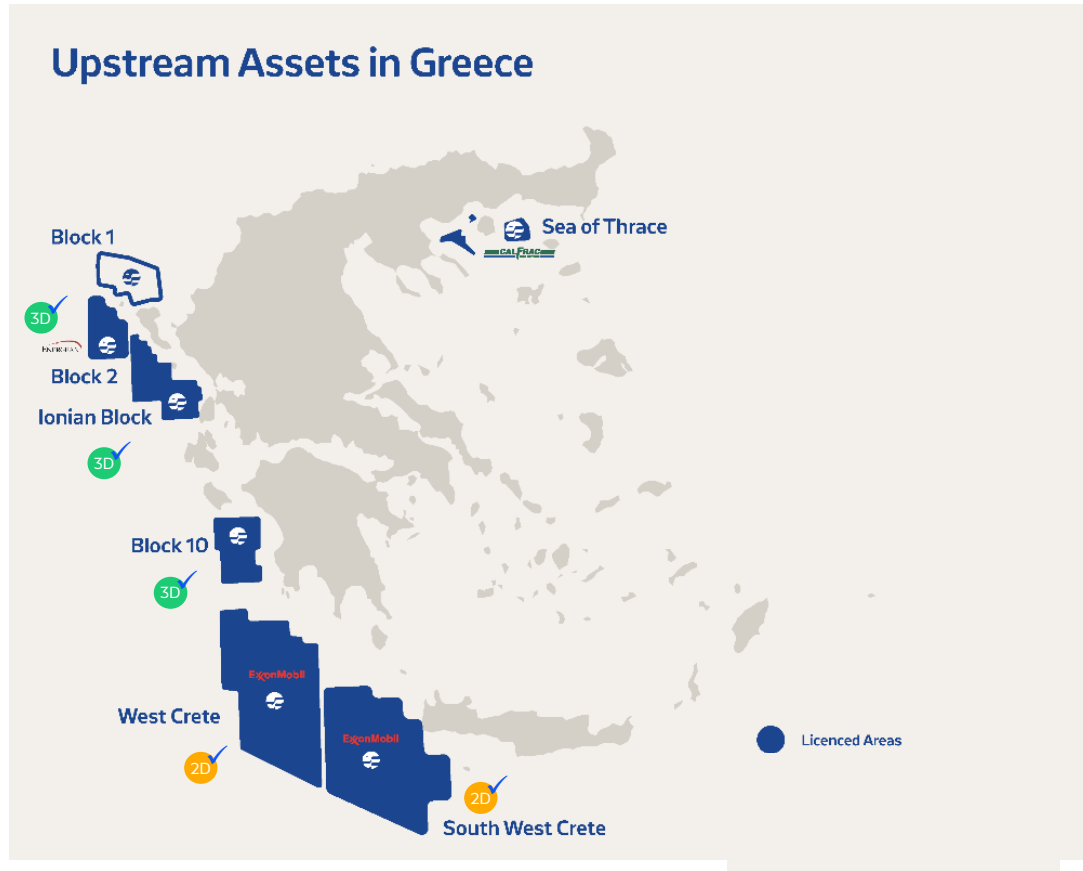 Upstream Assets in Greece
Block 1
Sea of Thrace
CALFRAC
3D
ENERGEAN
Block 2
Ionian Block
3D
Block 10
3D
ExxonMobil
West Crete
ExxonMobil
Licenced Areas
2D
2D
South West Crete